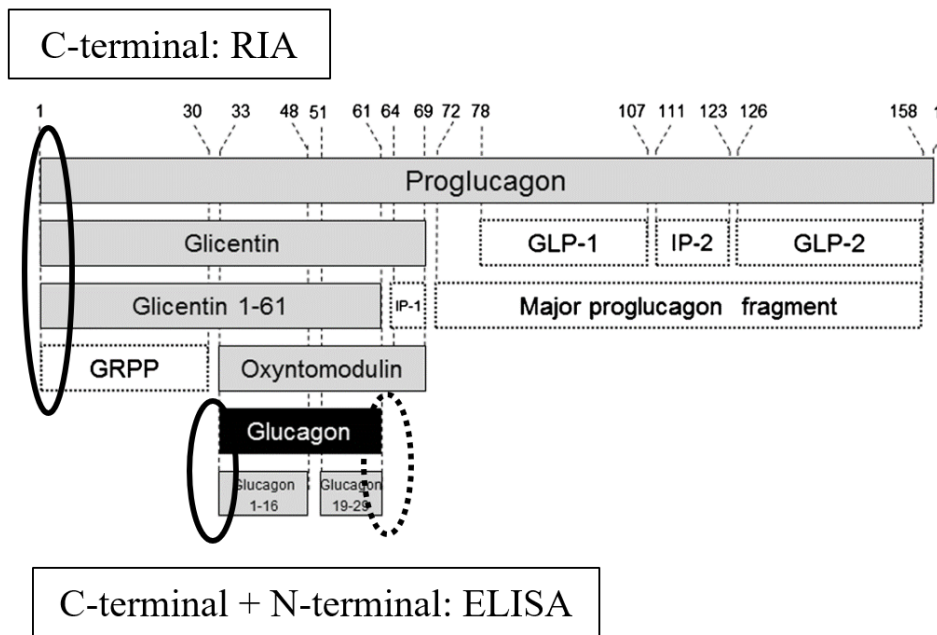 C-terminal: RIA
1 30 33 48 51 61 64 69 72 78 107 111 123 126 158 1
Proglucagon
Glicentin GLP-1 IP-2 GLP-2
Glicentin 1-61 IP-1 Major proglucagon fragment
GRPP Oxyntomodulin
Glucagon
Glucagon Glucagon
1-16 19-29
C-terminal + N-terminal: ELISA